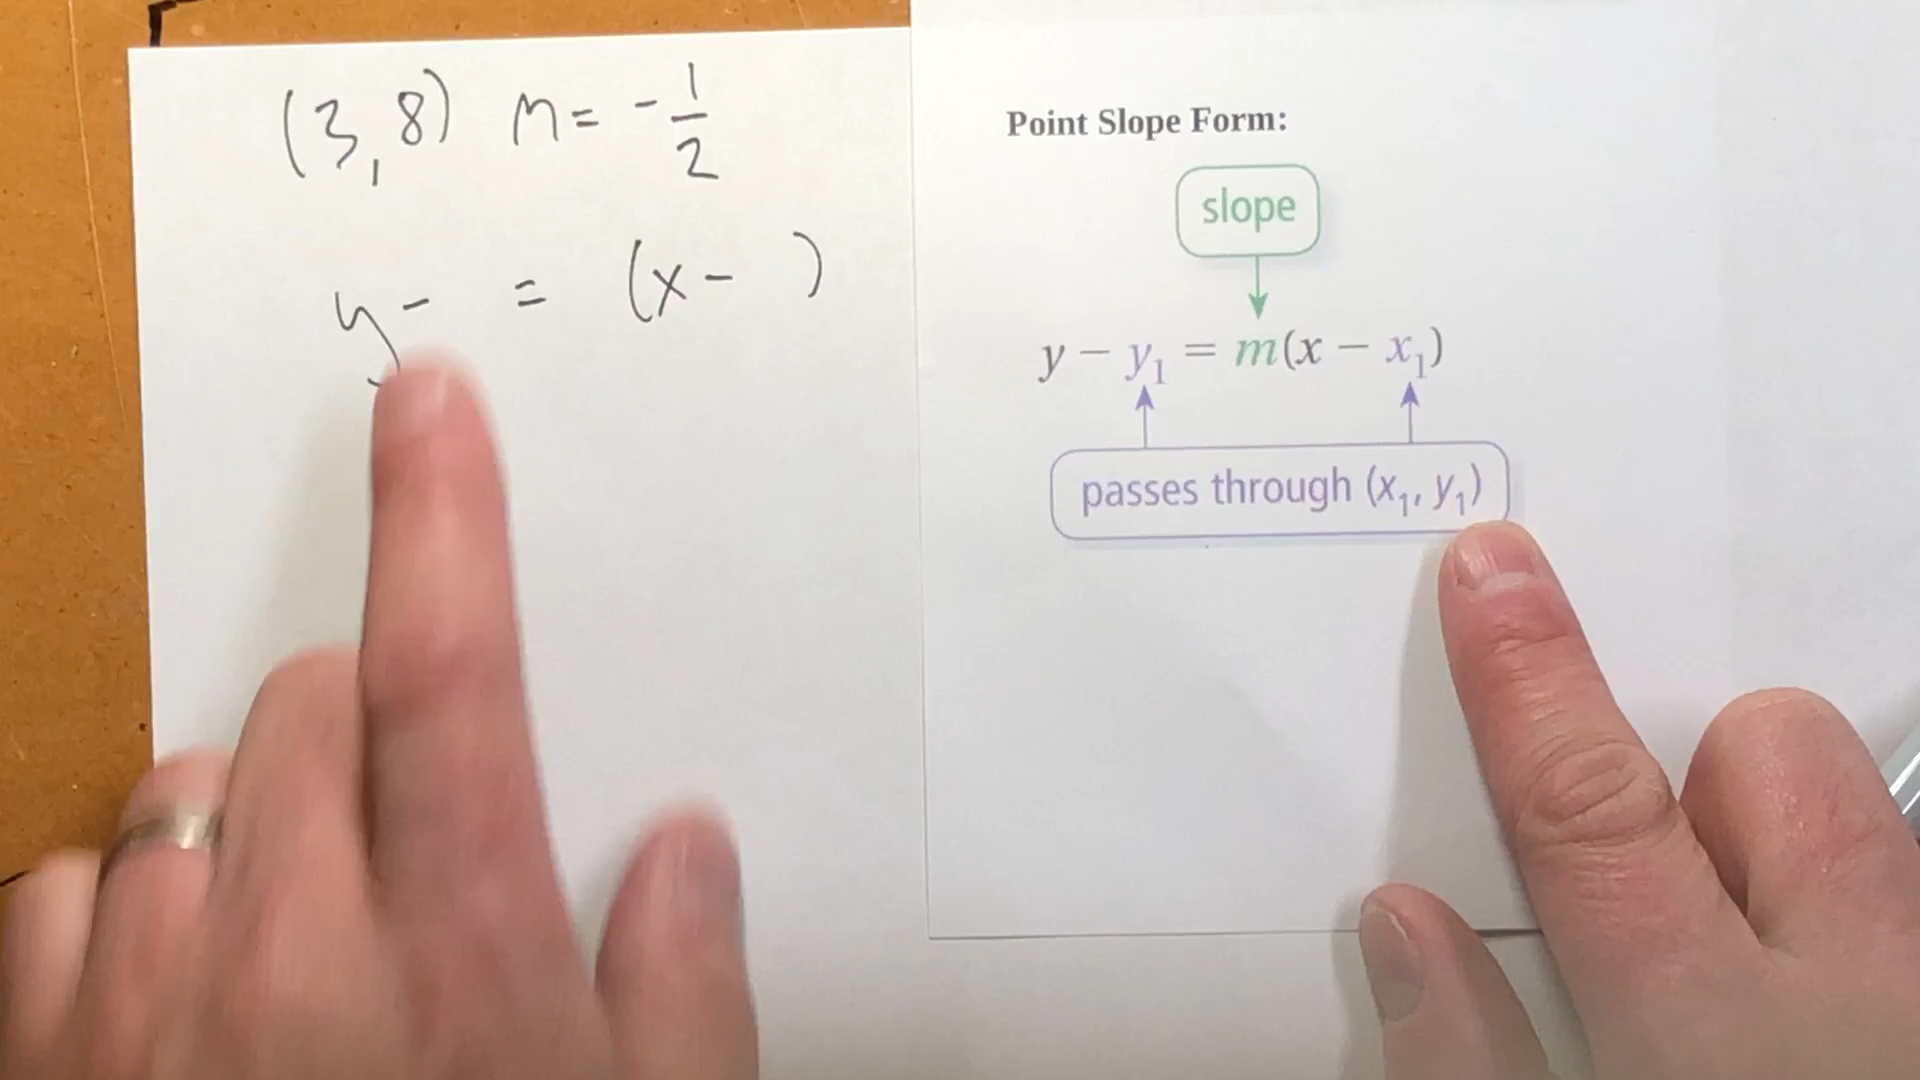 (3,8) m = -1/2
y - = (x - )
Point Slope Form:
slope
y − y₁ = m(x − x₁)
passes through (x₁, y₁)